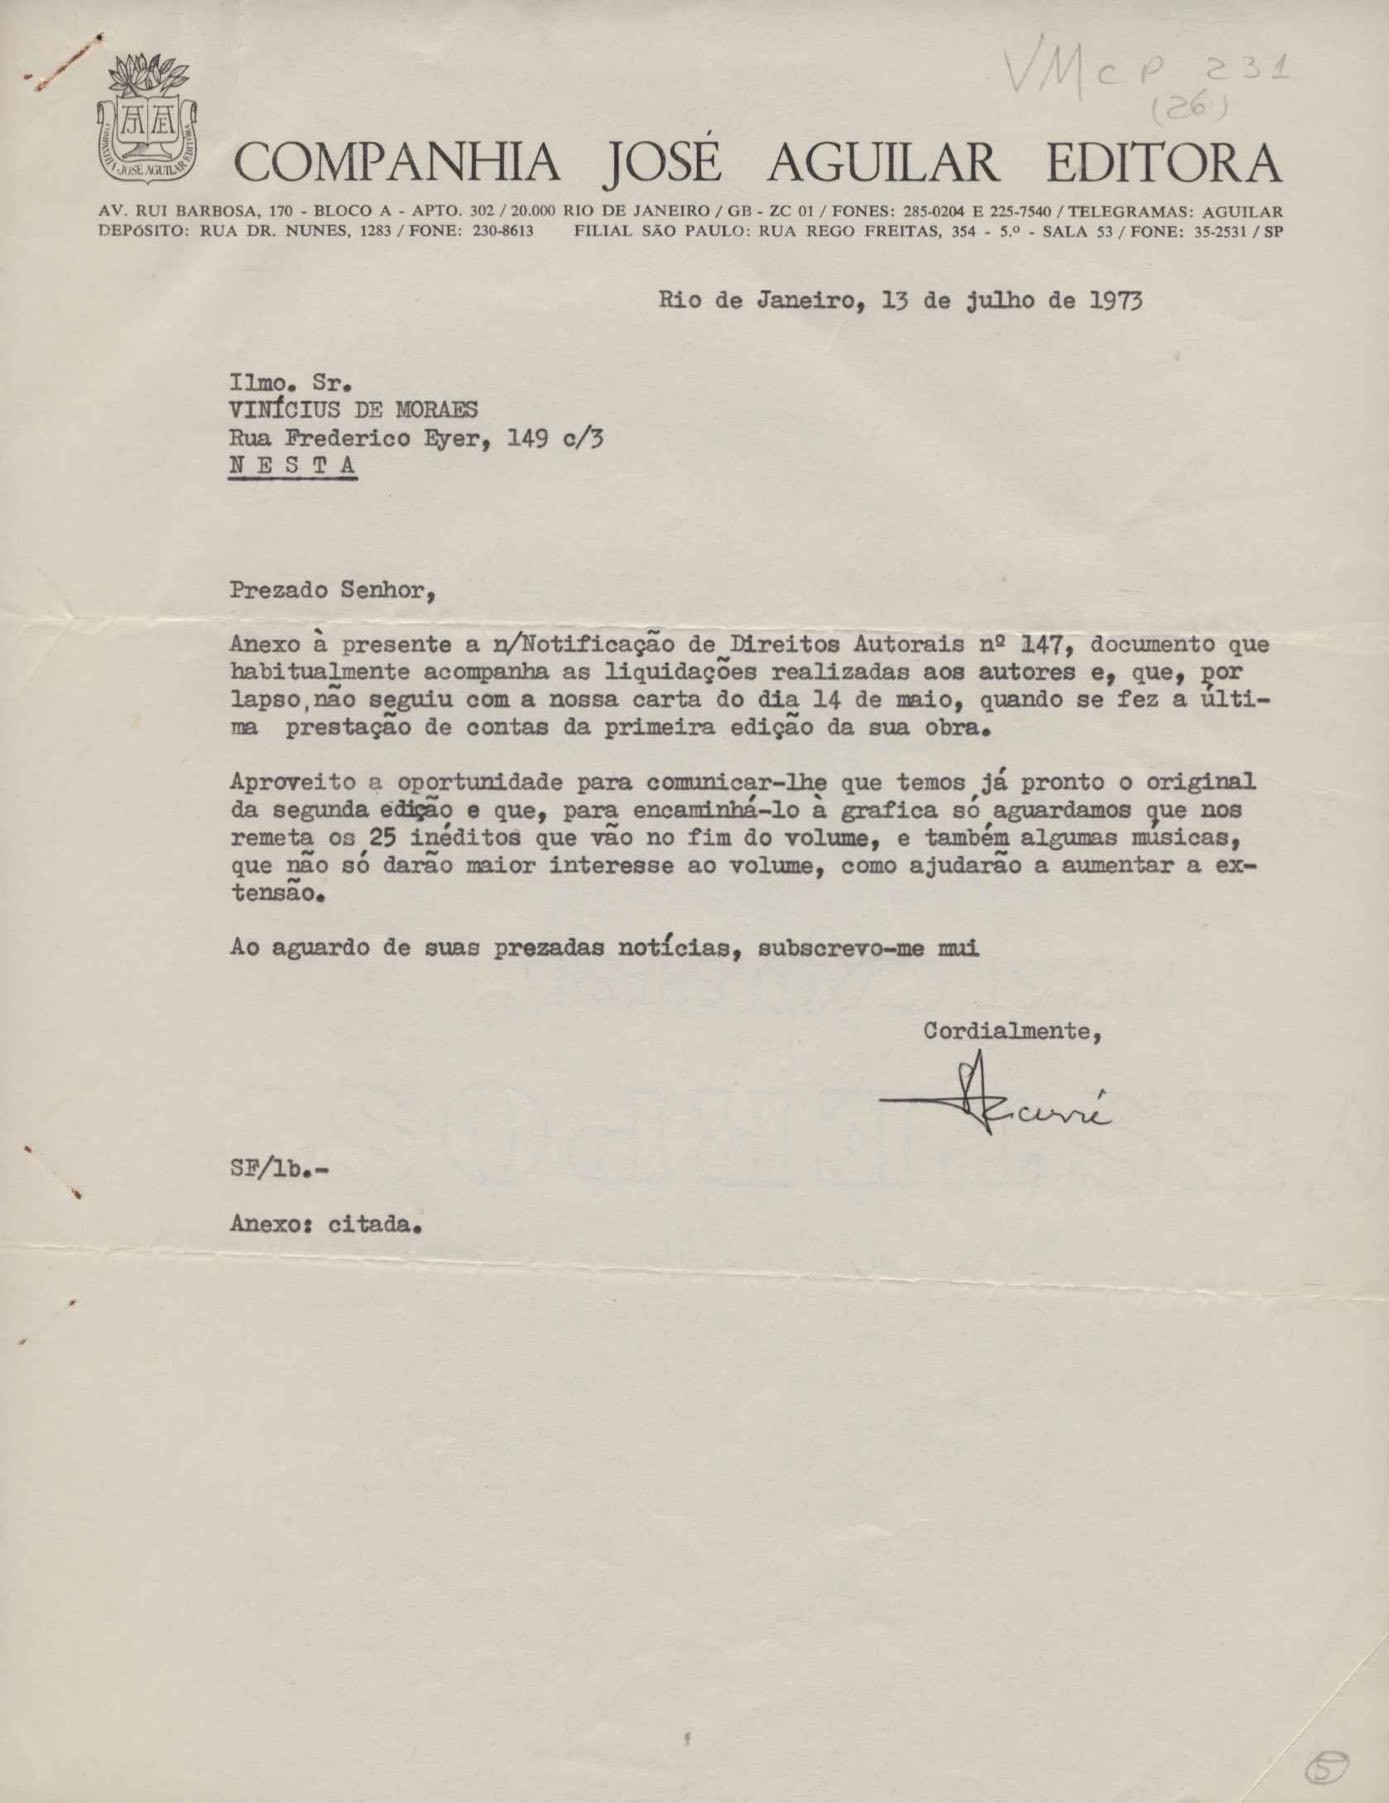 VMcP 231
(26)
COMPANHIA JOSÉ AGUILAR EDITORA
COMPANHIA JOSE AGUILAR EDITORA
AV. RUI BARBOSA, 170 - BLOCO A - APTO. 302 / 20.000 RIO DE JANEIRO / GB - ZC 01 / FONES: 285-0204 E 225-7540 / TELEGRAMAS: AGUILAR
DEPÓSITO: RUA DR. NUNES, 1283 / FONE: 230-8613 FILIAL SÃO PAULO: RUA REGO FREITAS, 354 - 5.º - SALA 53 / FONE: 35-2531 / SP
Rio de Janeiro, 13 de julho de 1973
Ilmo. Sr.
VINÍCIUS DE MORAES
Rua Frederico Eyer, 149 c/3
N E S T A
Prezado Senhor,
Anexo à presente a n/Notificação de Direitos Autorais nº 147, documento que
habitualmente acompanha as liquidações realizadas aos autores e, que, por
lapso,não seguiu com a nossa carta do dia 14 de maio, quando se fez a últi-
ma prestação de contas da primeira edição da sua obra.
Aproveito a oportunidade para comunicar-lhe que temos já pronto o original
da segunda edição e que, para encaminhá-lo à grafica só aguardamos que nos
remeta os 25 inéditos que vão no fim do volume, e também algumas músicas,
que não só darão maior interesse ao volume, como ajudarão a aumentar a ex-
tensão.
Ao aguardo de suas prezadas notícias, subscrevo-me mui
Cordialmente,
SF/lb.-
Anexo: citada.
5